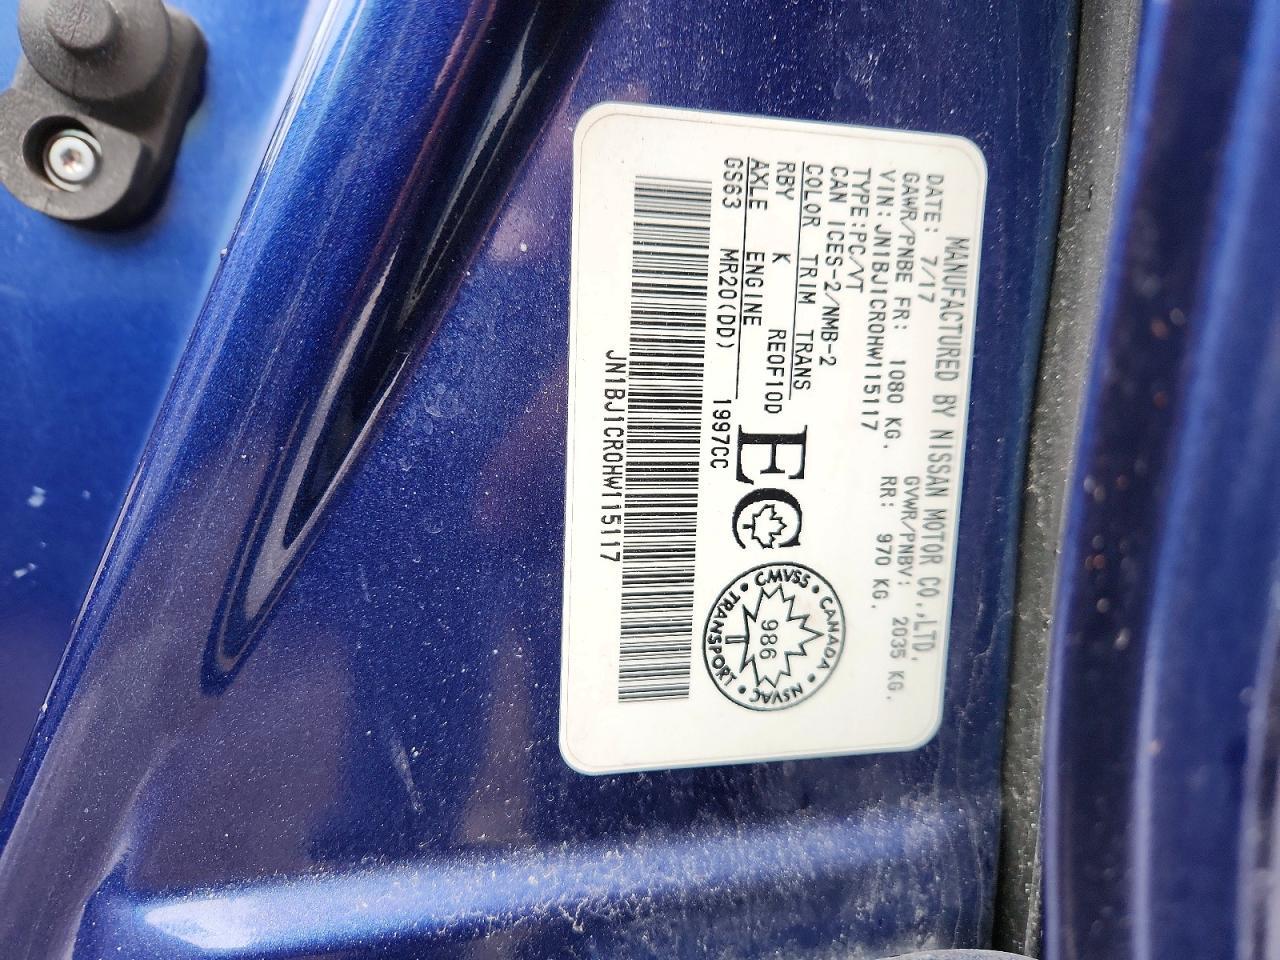 MANUFACTURED BY NISSAN MOTOR CO.,LTD.
DATE: 7/17 GVWR/PNBV: 2035 KG.
GAWR/PNBE FR: 1080 KG. RR: 970 KG.
VIN:JN1BJ1CR0HW115117
TYPE:PC/VT
CAN ICES-2/NMB-2
COLOR TRIM TRANS
RBY K RE0F10D
AXLE ENGINE
GS63 MR20(DD) 1997CC
EC
CANADA • NSVAC • TRANSPORT • CMVSS •
986
JN1BJ1CR0HW115117